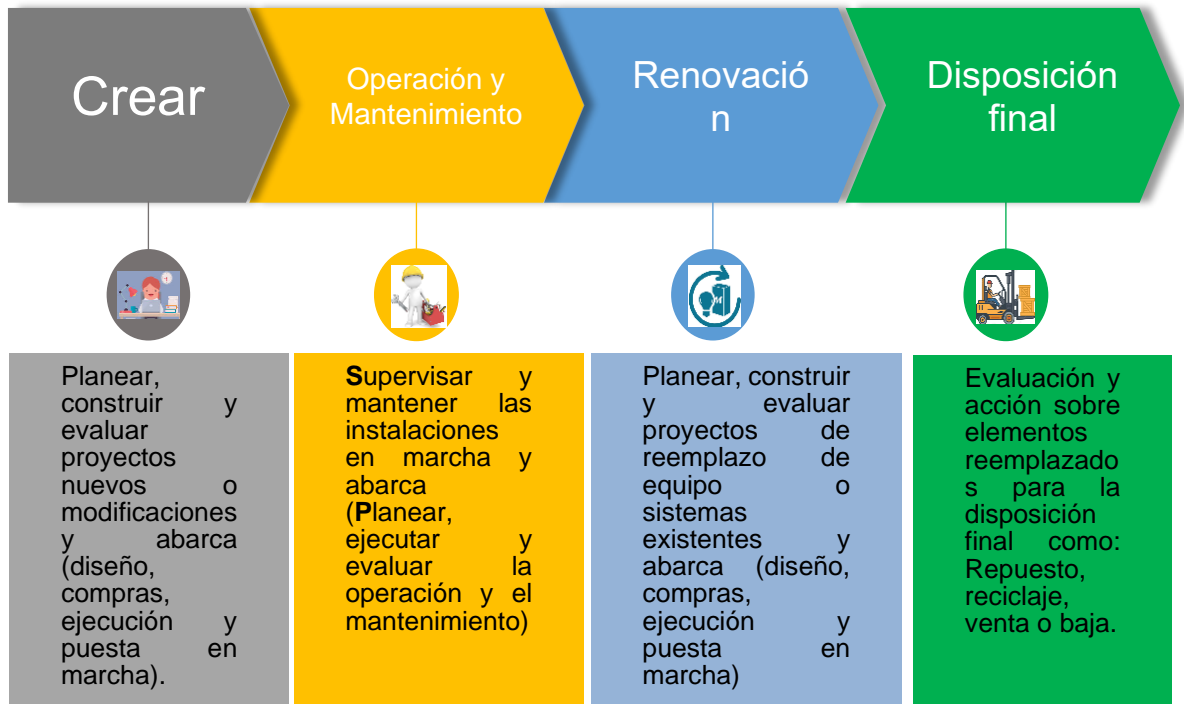 Crear
Operación y
Mantenimiento
Renovació
n
Disposición
final
Planear,
construir y
evaluar
proyectos
nuevos o
modificaciones
y abarca
(diseño,
compras,
ejecución y
puesta en
marcha).
Supervisar y
mantener las
instalaciones
en marcha y
abarca
(Planear,
ejecutar y
evaluar la
operación y el
mantenimiento)
Planear, construir
y evaluar
proyectos de
reemplazo de
equipo o
sistemas
existentes y
abarca (diseño,
compras,
ejecución y
puesta en
marcha)
Evaluación y
acción sobre
elementos
reemplazado
s para la
disposición
final como:
Repuesto,
reciclaje,
venta o baja.